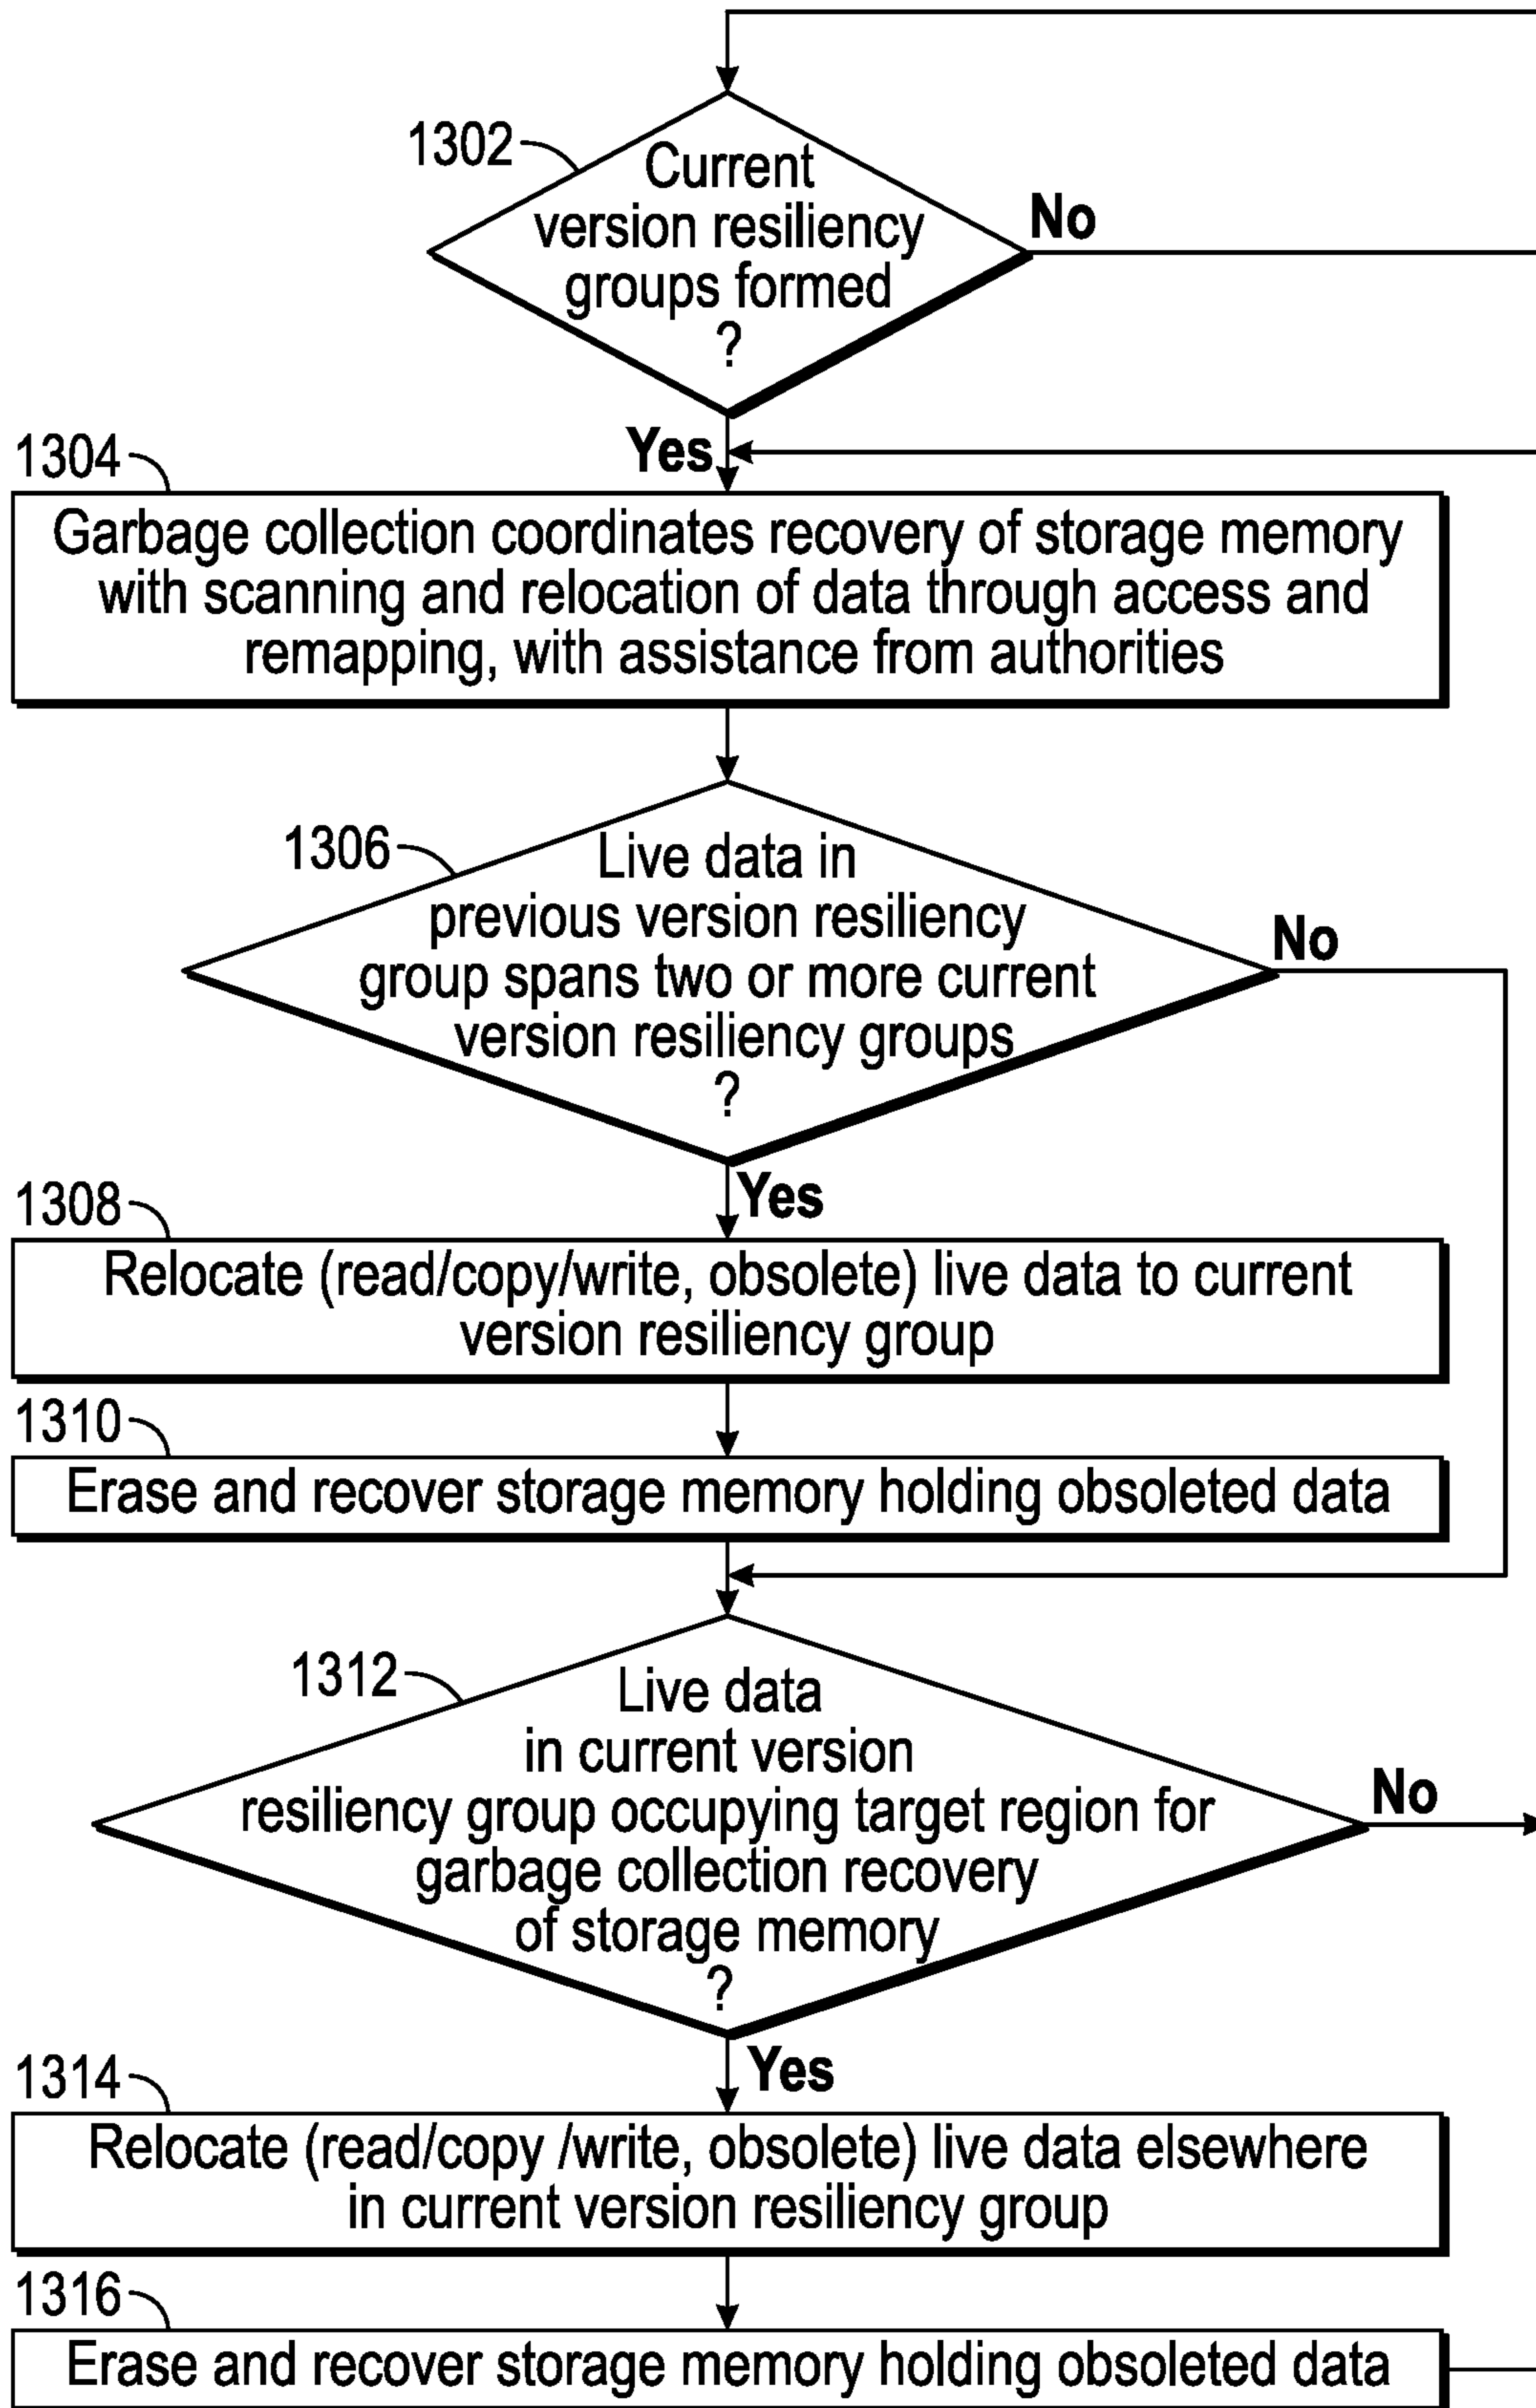 1302
Current
version resiliency
groups formed
?
No
Yes
1304
Garbage collection coordinates recovery of storage memory
with scanning and relocation of data through access and
remapping, with assistance from authorities
1306
Live data in
previous version resiliency
group spans two or more current
version resiliency groups
?
No
Yes
1308
Relocate (read/copy/write, obsolete) live data to current
version resiliency group
1310
Erase and recover storage memory holding obsoleted data
1312
Live data
in current version
resiliency group occupying target region for
garbage collection recovery
of storage memory
?
No
Yes
1314
Relocate (read/copy /write, obsolete) live data elsewhere
in current version resiliency group
1316
Erase and recover storage memory holding obsoleted data